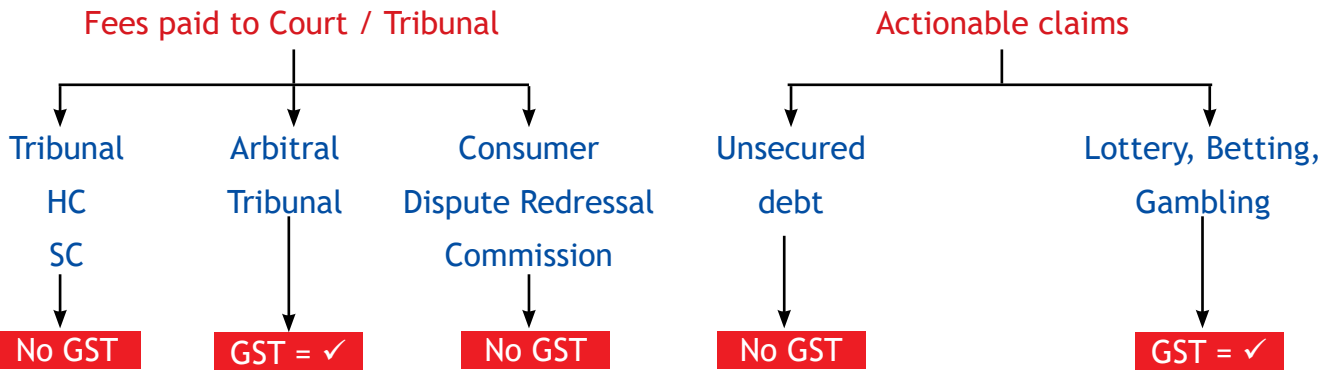 Fees paid to Court / Tribunal
Tribunal
HC
SC
No GST
Arbitral
Tribunal
GST = ✓
Consumer
Dispute Redressal
Commission
No GST
Actionable claims
Unsecured
debt
No GST
Lottery, Betting,
Gambling
GST = ✓